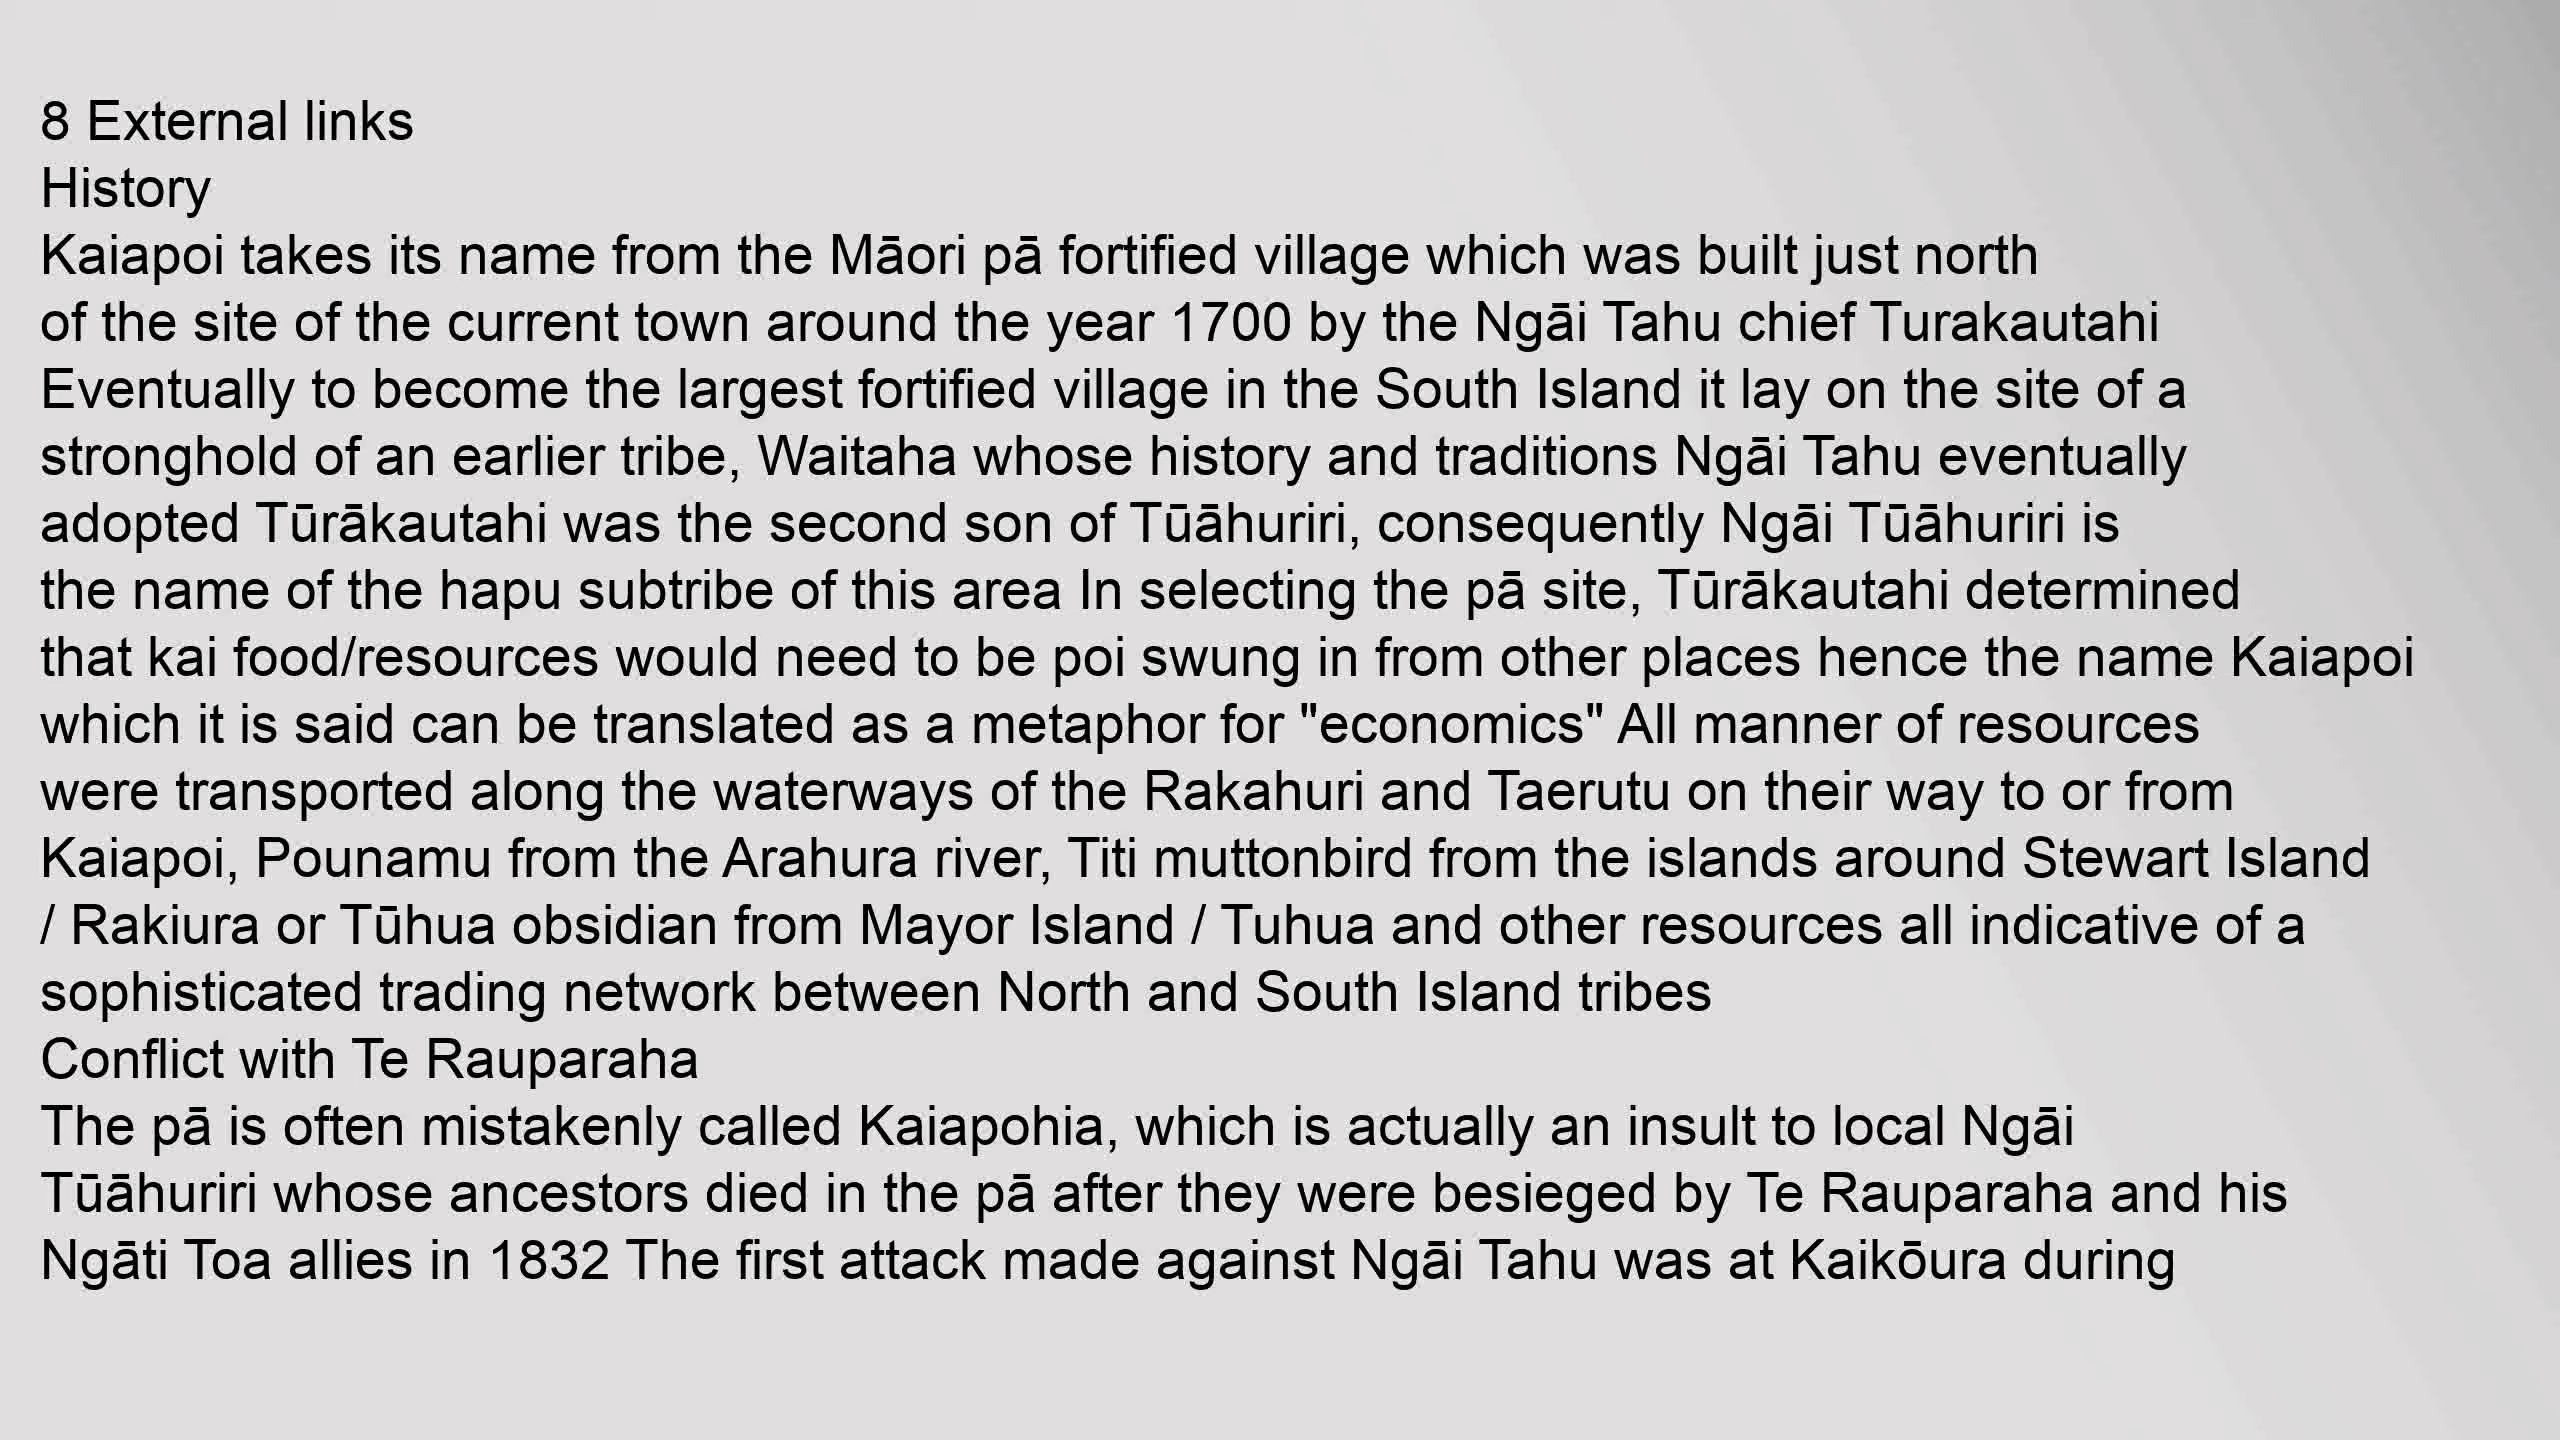 8 External links
History
Kaiapoi takes its name from the Māori pā fortified village which was built just north
of the site of the current town around the year 1700 by the Ngāi Tahu chief Turakautahi
Eventually to become the largest fortified village in the South Island it lay on the site of a
stronghold of an earlier tribe, Waitaha whose history and traditions Ngāi Tahu eventually
adopted Tūrākautahi was the second son of Tūāhuriri, consequently Ngāi Tūāhuriri is
the name of the hapu subtribe of this area In selecting the pā site, Tūrākautahi determined
that kai food/resources would need to be poi swung in from other places hence the name Kaiapoi
which it is said can be translated as a metaphor for "economics" All manner of resources
were transported along the waterways of the Rakahuri and Taerutu on their way to or from
Kaiapoi, Pounamu from the Arahura river, Titi muttonbird from the islands around Stewart Island
/ Rakiura or Tūhua obsidian from Mayor Island / Tuhua and other resources all indicative of a
sophisticated trading network between North and South Island tribes
Conflict with Te Rauparaha
The pā is often mistakenly called Kaiapohia, which is actually an insult to local Ngāi
Tūāhuriri whose ancestors died in the pā after they were besieged by Te Rauparaha and his
Ngāti Toa allies in 1832 The first attack made against Ngāi Tahu was at Kaikōura during